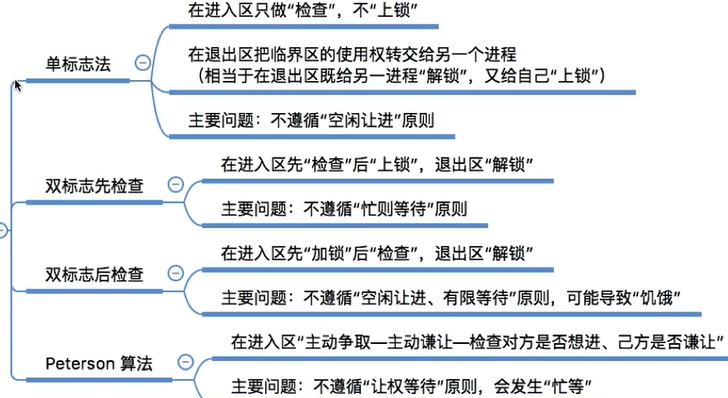 在进入区只做“检查”，不“上锁”
单标志法
在退出区把临界区的使用权转交给另一个进程
（相当于在退出区既给另一进程“解锁”，又给自己“上锁”）
主要问题：不遵循“空闲让进”原则
双标志先检查
在进入区先“检查”后“上锁”，退出区“解锁”
主要问题：不遵循“忙则等待”原则
双标志后检查
在进入区先“加锁”后“检查”，退出区“解锁”
主要问题：不遵循“空闲让进、有限等待”原则，可能导致“饥饿”
Peterson 算法
在进入区“主动争取—主动谦让—检查对方是否想进、己方是否谦让”
主要问题：不遵循“让权等待”原则，会发生“忙等”